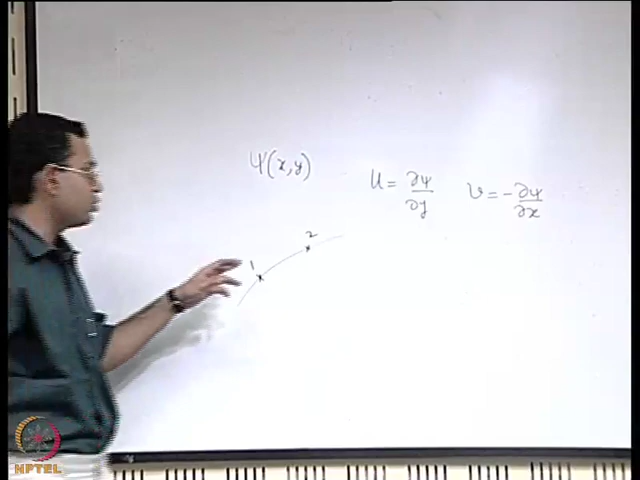 ψ(x,y)
u = ∂ψ/∂y
v = -∂ψ/∂x
1
2
NPTEL